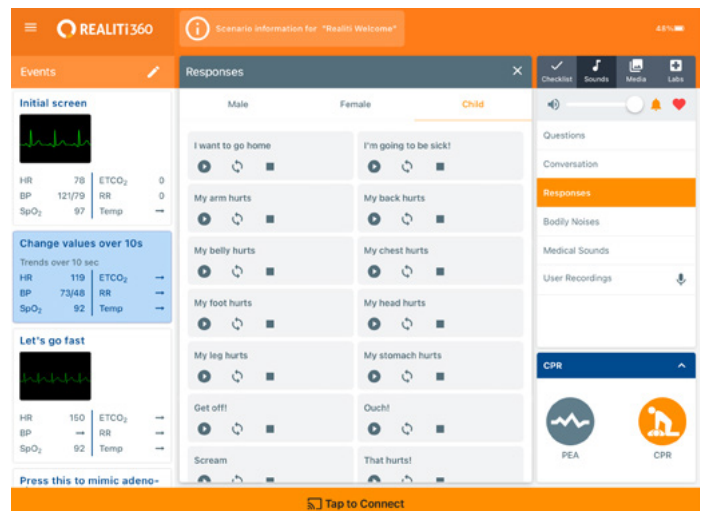 REALITi360
Scenario information for "Realiti Welcome"
48%
Events
Initial screen
HR 78 ETCO₂ 0
BP 121/79 RR 0
SpO₂ 97 Temp →
Change values over 10s
Trends over 10 sec
HR 119 ETCO₂ →
BP 73/48 RR →
SpO₂ 92 Temp →
Let's go fast
HR 150 ETCO₂ →
BP → RR →
SpO₂ 92 Temp →
Press this to mimic adeno-
Responses
Male Female Child
I want to go home I'm going to be sick!
My arm hurts My back hurts
My belly hurts My chest hurts
My foot hurts My head hurts
My leg hurts My stomach hurts
Get off! Ouch!
Scream That hurts!
Checklist Sounds Media Labs
Questions
Conversation
Responses
Bodily Noises
Medical Sounds
User Recordings
CPR
PEA CPR
Tap to Connect